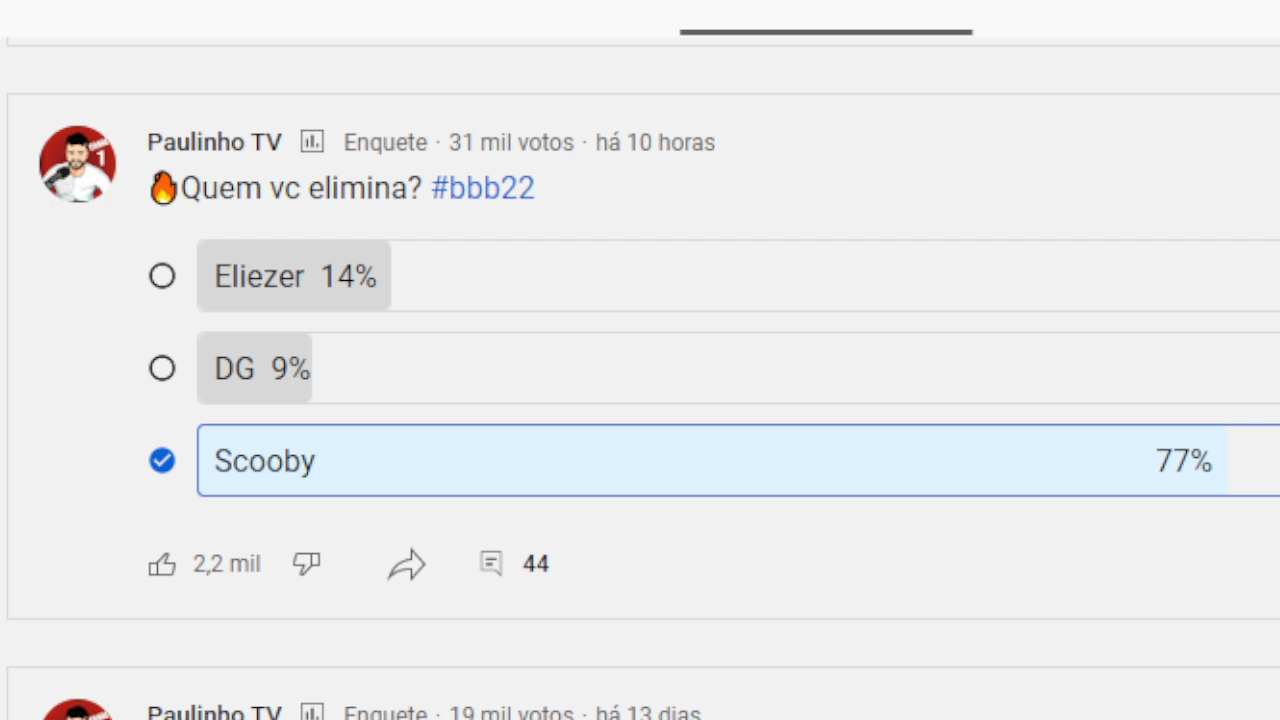 Paulinho TV Enquete · 31 mil votos · há 10 horas
🔥Quem vc elimina? #bbb22
Eliezer 14%
DG 9%
Scooby 77%
2,2 mil 44
Paulinho TV Enquete · 19 mil votos · há 13 dias